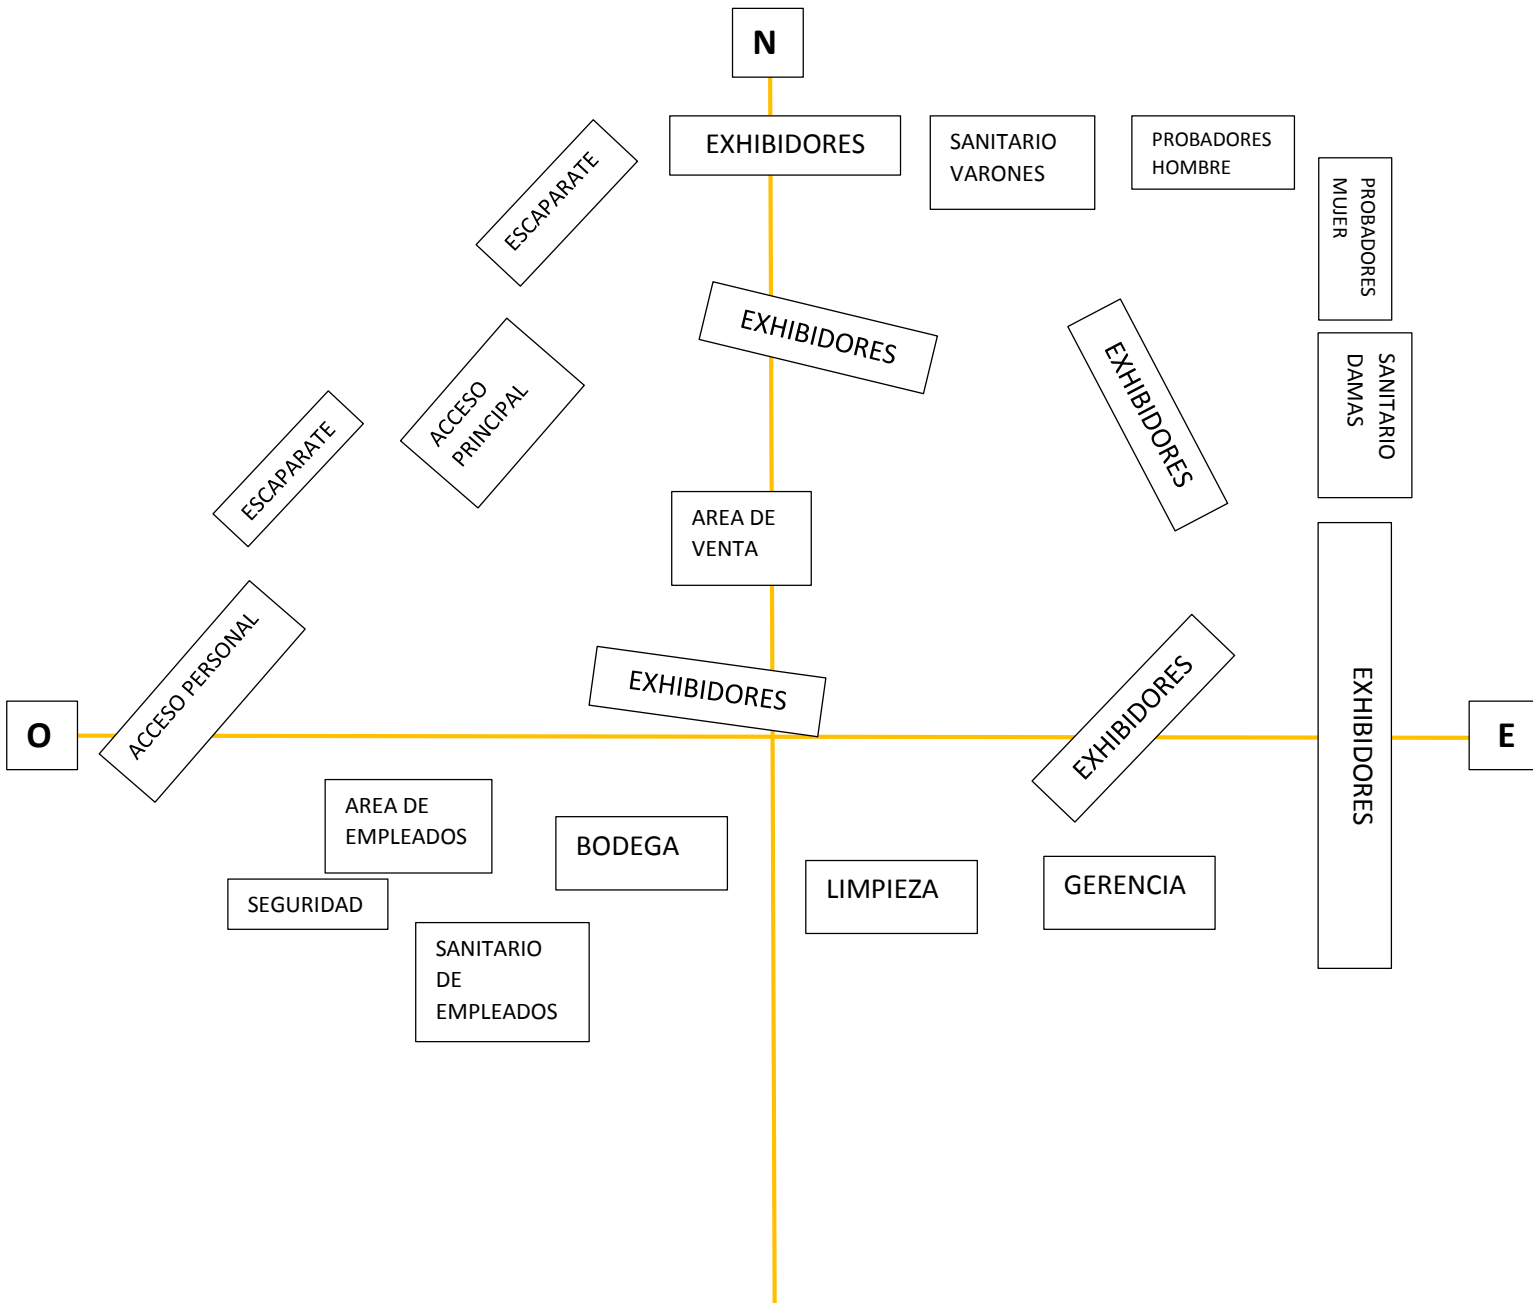 N
EXHIBIDORES
SANITARIO
VARONES
PROBADORES
HOMBRE
ESCAPARATE
PROBADORES
MUJER
EXHIBIDORES
EXHIBIDORES
SANITARIO
DAMAS
ACCESO
PRINCIPAL
ESCAPARATE
AREA DE
VENTA
ACCESO PERSONAL
EXHIBIDORES
EXHIBIDORES
EXHIBIDORES
O
E
AREA DE
EMPLEADOS
BODEGA
LIMPIEZA
GERENCIA
SEGURIDAD
SANITARIO
DE
EMPLEADOS